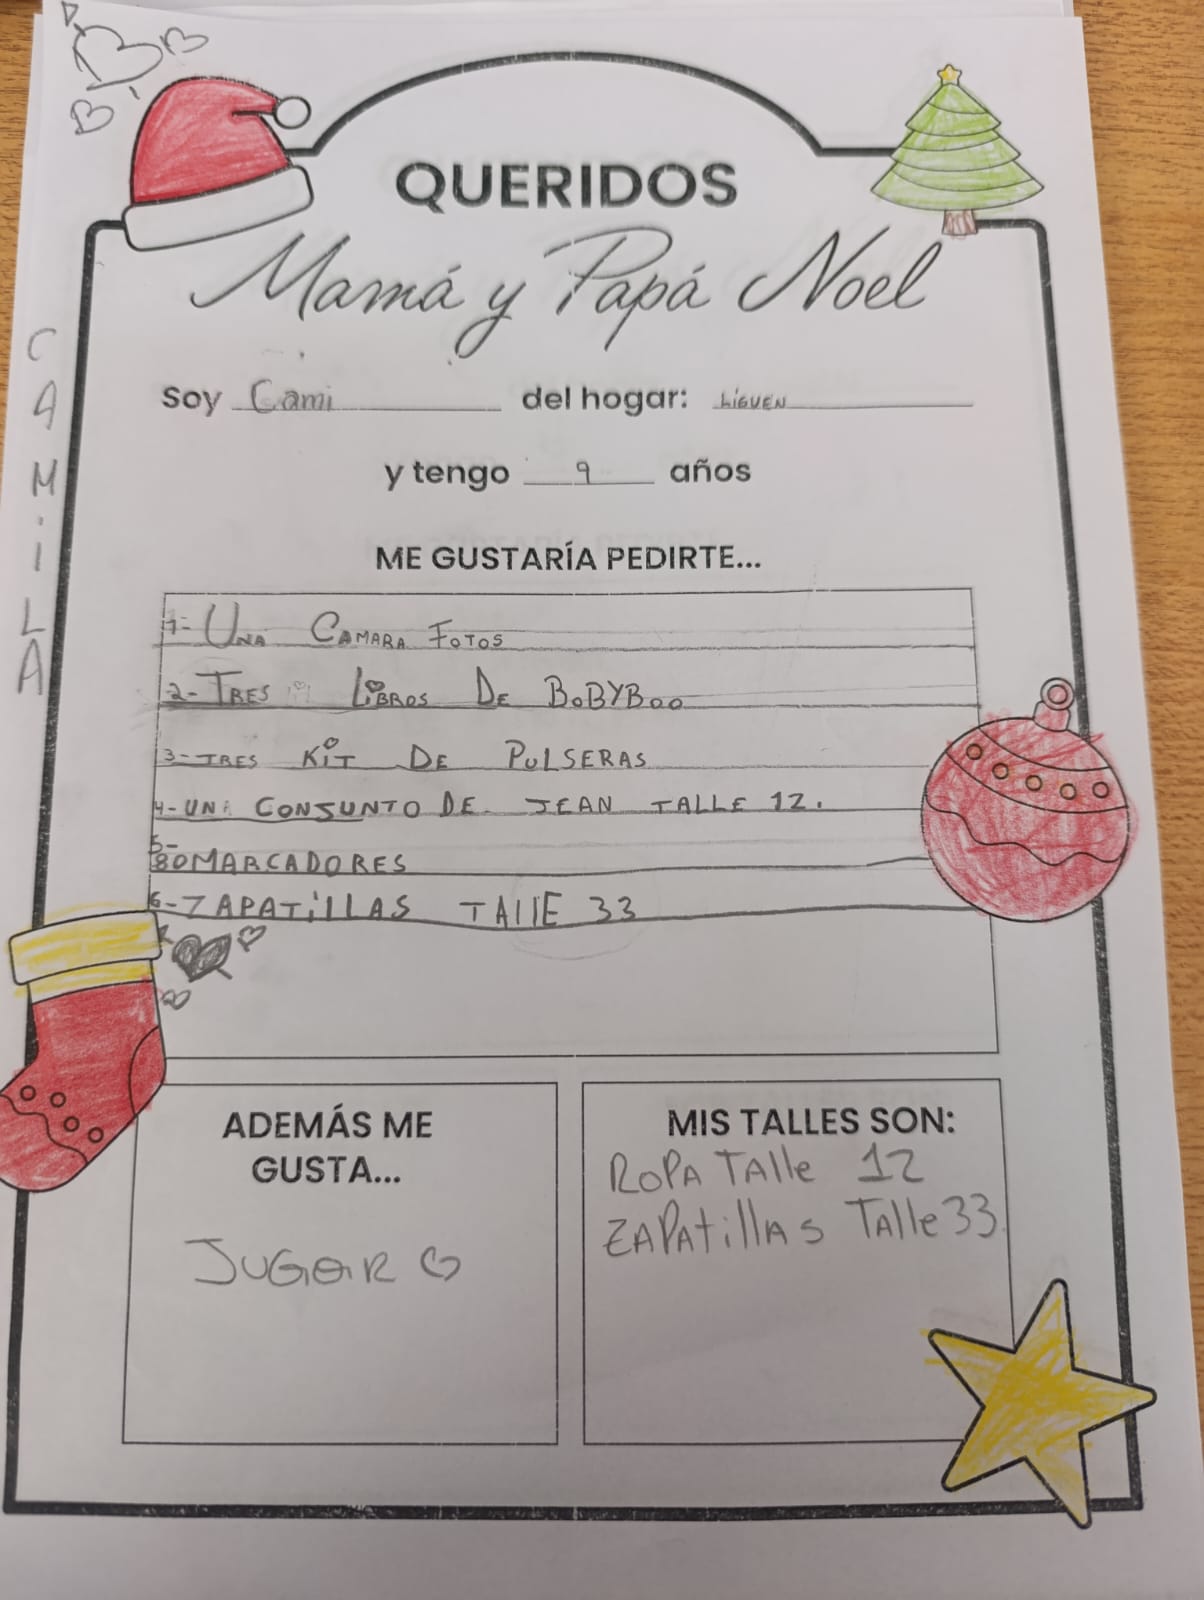 QUERIDOS
Mamá y Papá Noel
CAMiLA
Soy Cami del hogar: LiGUEN
y tengo 9 años
ME GUSTARÍA PEDIRTE...
1- UNA CAMARA FOTOS
2- TRES LiBROS DE BoBYBoo
3- TRES KiT DE PULSERAS
4- UN CONSUNTO DE JEAN TALLE 12.
5-
80 MARCADORES
6- ZAPATiLLAS TAllE 33
ADEMÁS ME
GUSTA...
JUGAR
MIS TALLES SON:
ROPA TAlle 12
ZAPAtillAS TAlle 33.